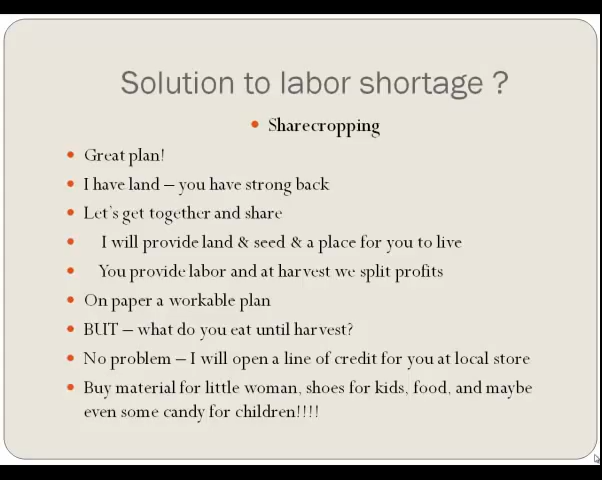 Solution to labor shortage ?
• Sharecropping
• Great plan!
• I have land – you have strong back
• Let's get together and share
• I will provide land & seed & a place for you to live
• You provide labor and at harvest we split profits
• On paper a workable plan
• BUT – what do you eat until harvest?
• No problem – I will open a line of credit for you at local store
• Buy material for little woman, shoes for kids, food, and maybe
even some candy for children!!!!